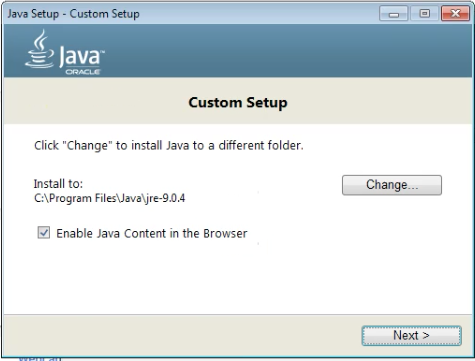 Java Setup - Custom Setup
Java™
ORACLE
Custom Setup
Click "Change" to install Java to a different folder.
Install to:
Change...
C:\Program Files\Java\jre-9.0.4
Enable Java Content in the Browser
Next >